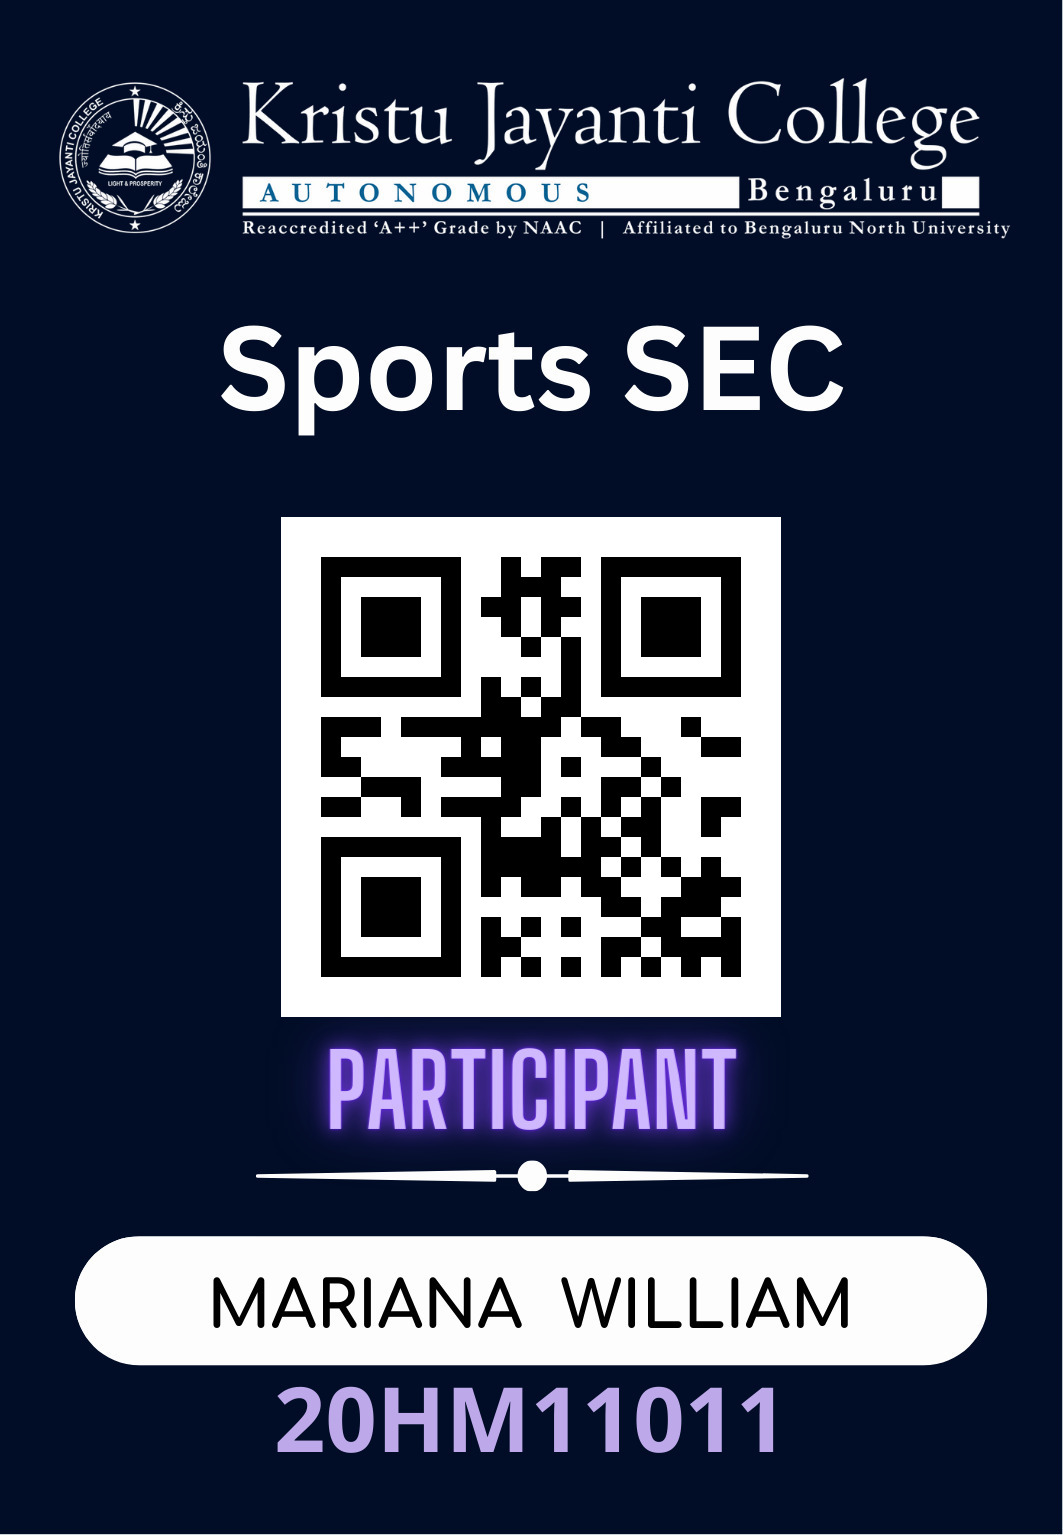 Kristu Jayanti College
AUTONOMOUS Bengaluru
Reaccredited ‘A++’ Grade by NAAC | Affiliated to Bengaluru North University
KRISTU JAYANTI COLLEGE
ಕ್ರಿಸ್ತು ಜಯಂತಿ ಕಾಲೇಜು
LIGHT & PROSPERITY
Sports SEC
PARTICIPANT
MARIANA WILLIAM
20HM11011